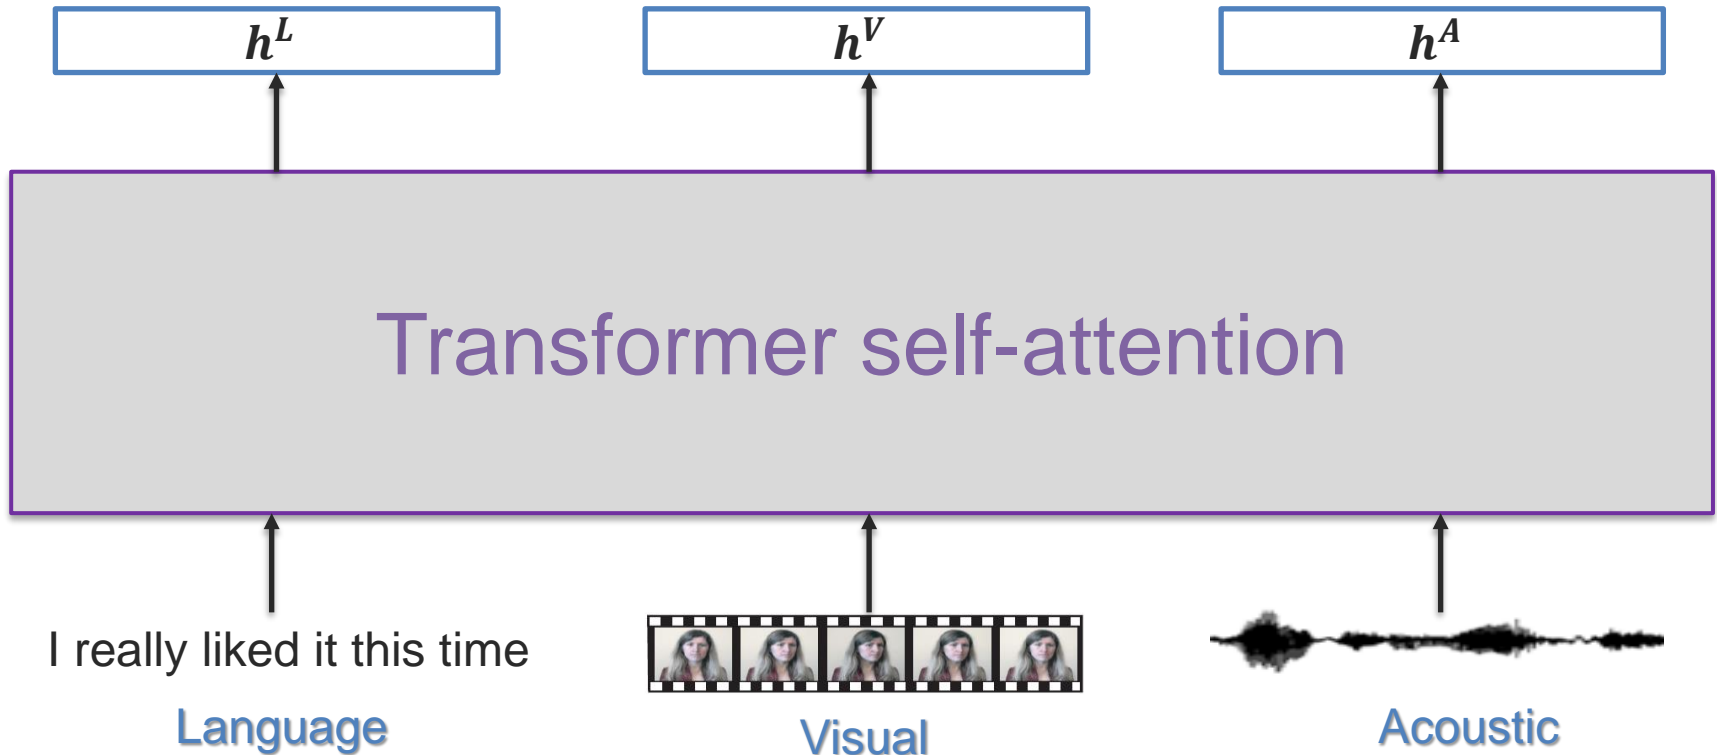 h^L
h^V
h^A
Transformer self-attention
I really liked it this time
Language
Visual
Acoustic